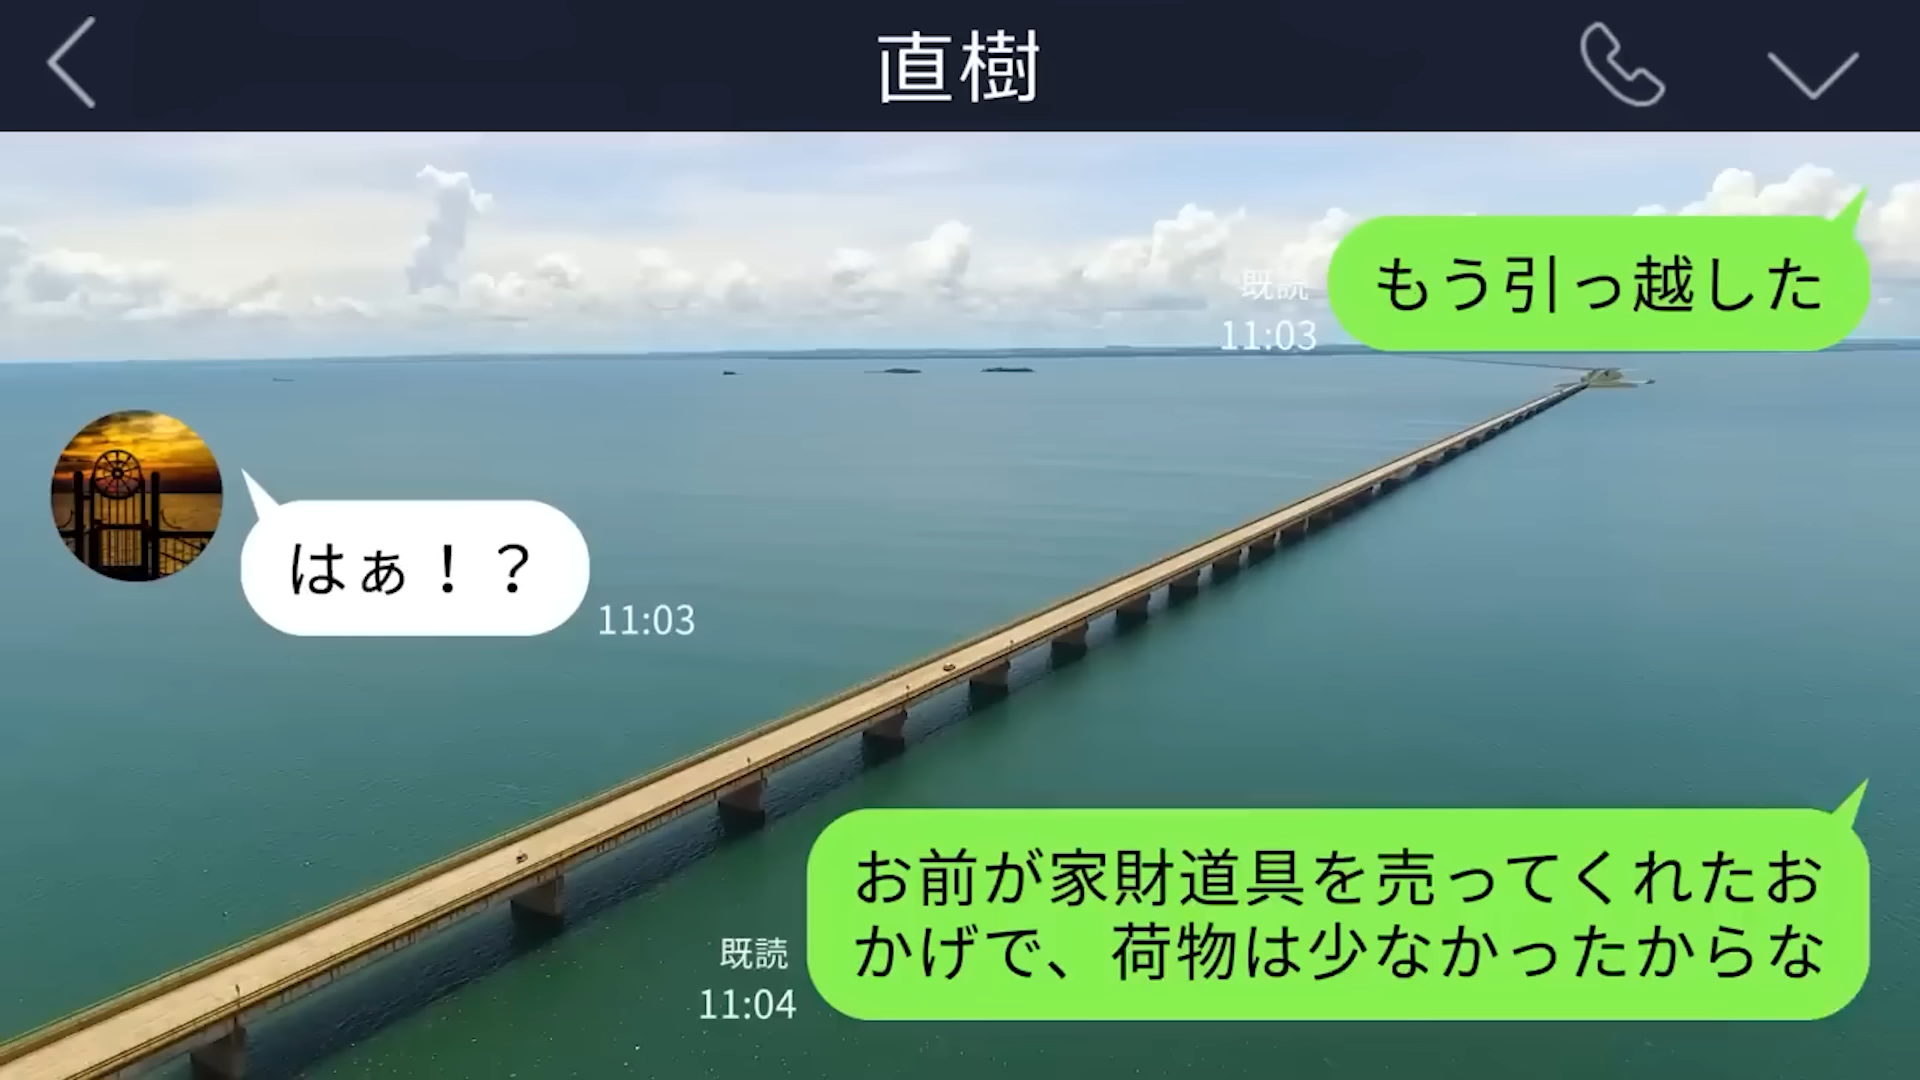 直樹
もう引っ越した
既読
11:03
はぁ！？
11:03
お前が家財道具を売ってくれたお
かげで、荷物は少なかったからな
既読
11:04